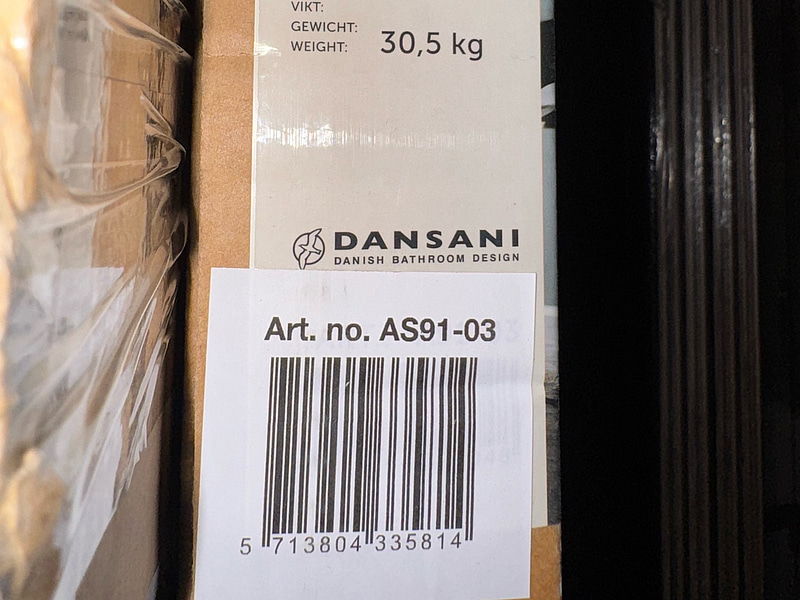 VIKT:
GEWICHT:
WEIGHT: 30,5 kg
DANSANI
DANISH BATHROOM DESIGN
Art. no. AS91-03
5 713804 335814